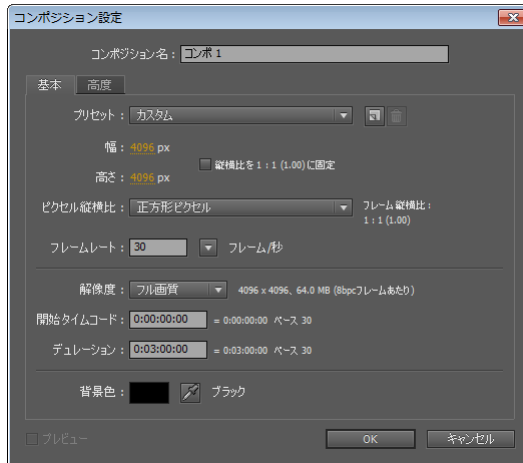 コンポジション設定
コンポジション名： コンポ 1
基本 高度
プリセット： カスタム
幅： 4096 px
縦横比を 1：1 (1.00) に固定
高さ： 4096 px
ピクセル縦横比： 正方形ピクセル
フレーム縦横比：
1：1 (1.00)
フレームレート： 30 フレーム/秒
解像度： フル画質 4096 x 4096、64.0 MB (8bpcフレームあたり)
開始タイムコード： 0:00:00:00 = 0:00:00:00 ベース 30
デュレーション： 0:03:00:00 = 0:03:00:00 ベース 30
背景色： ブラック
プレビュー OK キャンセル